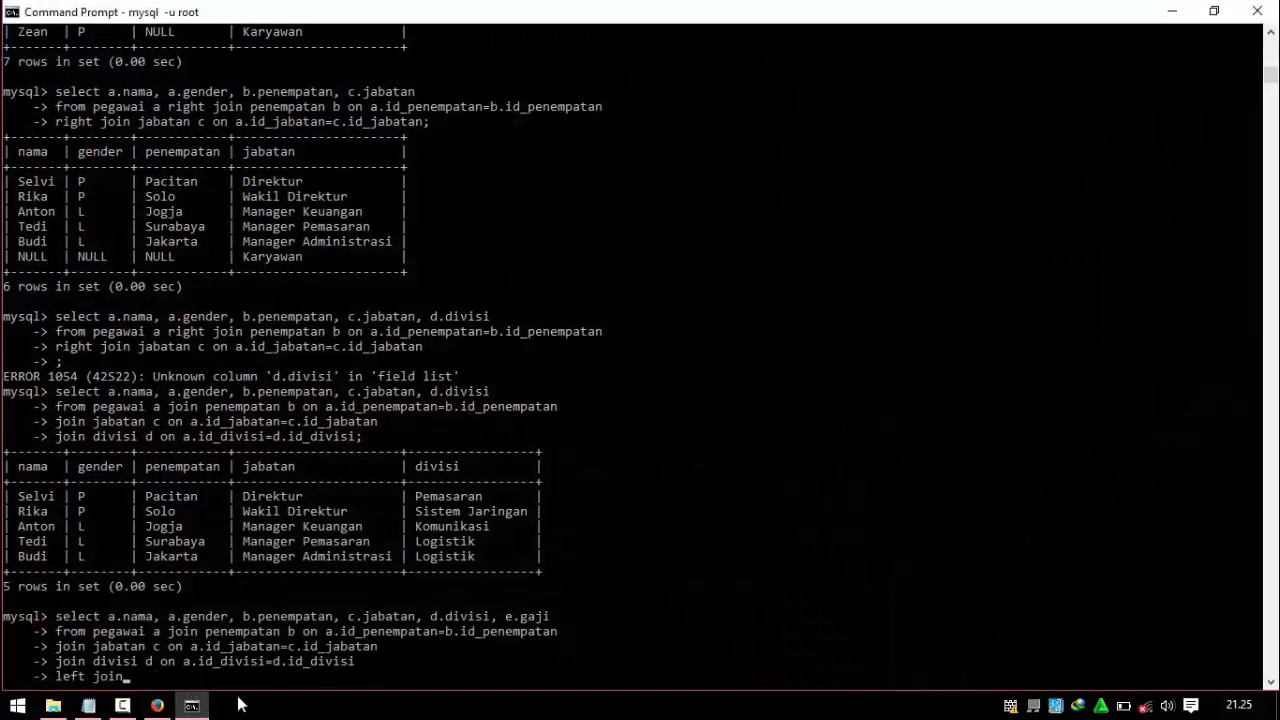 Command Prompt - mysql  -u root
| Zean  | P      | NULL       | Karyawan             |
+-------+--------+------------+----------------------+
7 rows in set (0.00 sec)
mysql> select a.nama, a.gender, b.penempatan, c.jabatan
    -> from pegawai a right join penempatan b on a.id_penempatan=b.id_penempatan
    -> right join jabatan c on a.id_jabatan=c.id_jabatan;
+-------+--------+------------+----------------------+
| nama  | gender | penempatan | jabatan              |
+-------+--------+------------+----------------------+
| Selvi | P      | Pacitan    | Direktur             |
| Rika  | P      | Solo       | Wakil Direktur       |
| Anton | L      | Jogja      | Manager Keuangan     |
| Tedi  | L      | Surabaya   | Manager Pemasaran    |
| Budi  | L      | Jakarta    | Manager Administrasi |
| NULL  | NULL   | NULL       | Karyawan             |
+-------+--------+------------+----------------------+
6 rows in set (0.00 sec)
mysql> select a.nama, a.gender, b.penempatan, c.jabatan, d.divisi
    -> from pegawai a right join penempatan b on a.id_penempatan=b.id_penempatan
    -> right join jabatan c on a.id_jabatan=c.id_jabatan
    -> ;
ERROR 1054 (42S22): Unknown column 'd.divisi' in 'field list'
mysql> select a.nama, a.gender, b.penempatan, c.jabatan, d.divisi
    -> from pegawai a join penempatan b on a.id_penempatan=b.id_penempatan
    -> join jabatan c on a.id_jabatan=c.id_jabatan
    -> join divisi d on a.id_divisi=d.id_divisi;
+-------+--------+------------+----------------------+-----------------+
| nama  | gender | penempatan | jabatan              | divisi          |
+-------+--------+------------+----------------------+-----------------+
| Selvi | P      | Pacitan    | Direktur             | Pemasaran       |
| Rika  | P      | Solo       | Wakil Direktur       | Sistem Jaringan |
| Anton | L      | Jogja      | Manager Keuangan     | Komunikasi      |
| Tedi  | L      | Surabaya   | Manager Pemasaran    | Logistik        |
| Budi  | L      | Jakarta    | Manager Administrasi | Logistik        |
+-------+--------+------------+----------------------+-----------------+
5 rows in set (0.00 sec)
mysql> select a.nama, a.gender, b.penempatan, c.jabatan, d.divisi, e.gaji
    -> from pegawai a join penempatan b on a.id_penempatan=b.id_penempatan
    -> join jabatan c on a.id_jabatan=c.id_jabatan
    -> join divisi d on a.id_divisi=d.id_divisi
    -> left join_
21.25